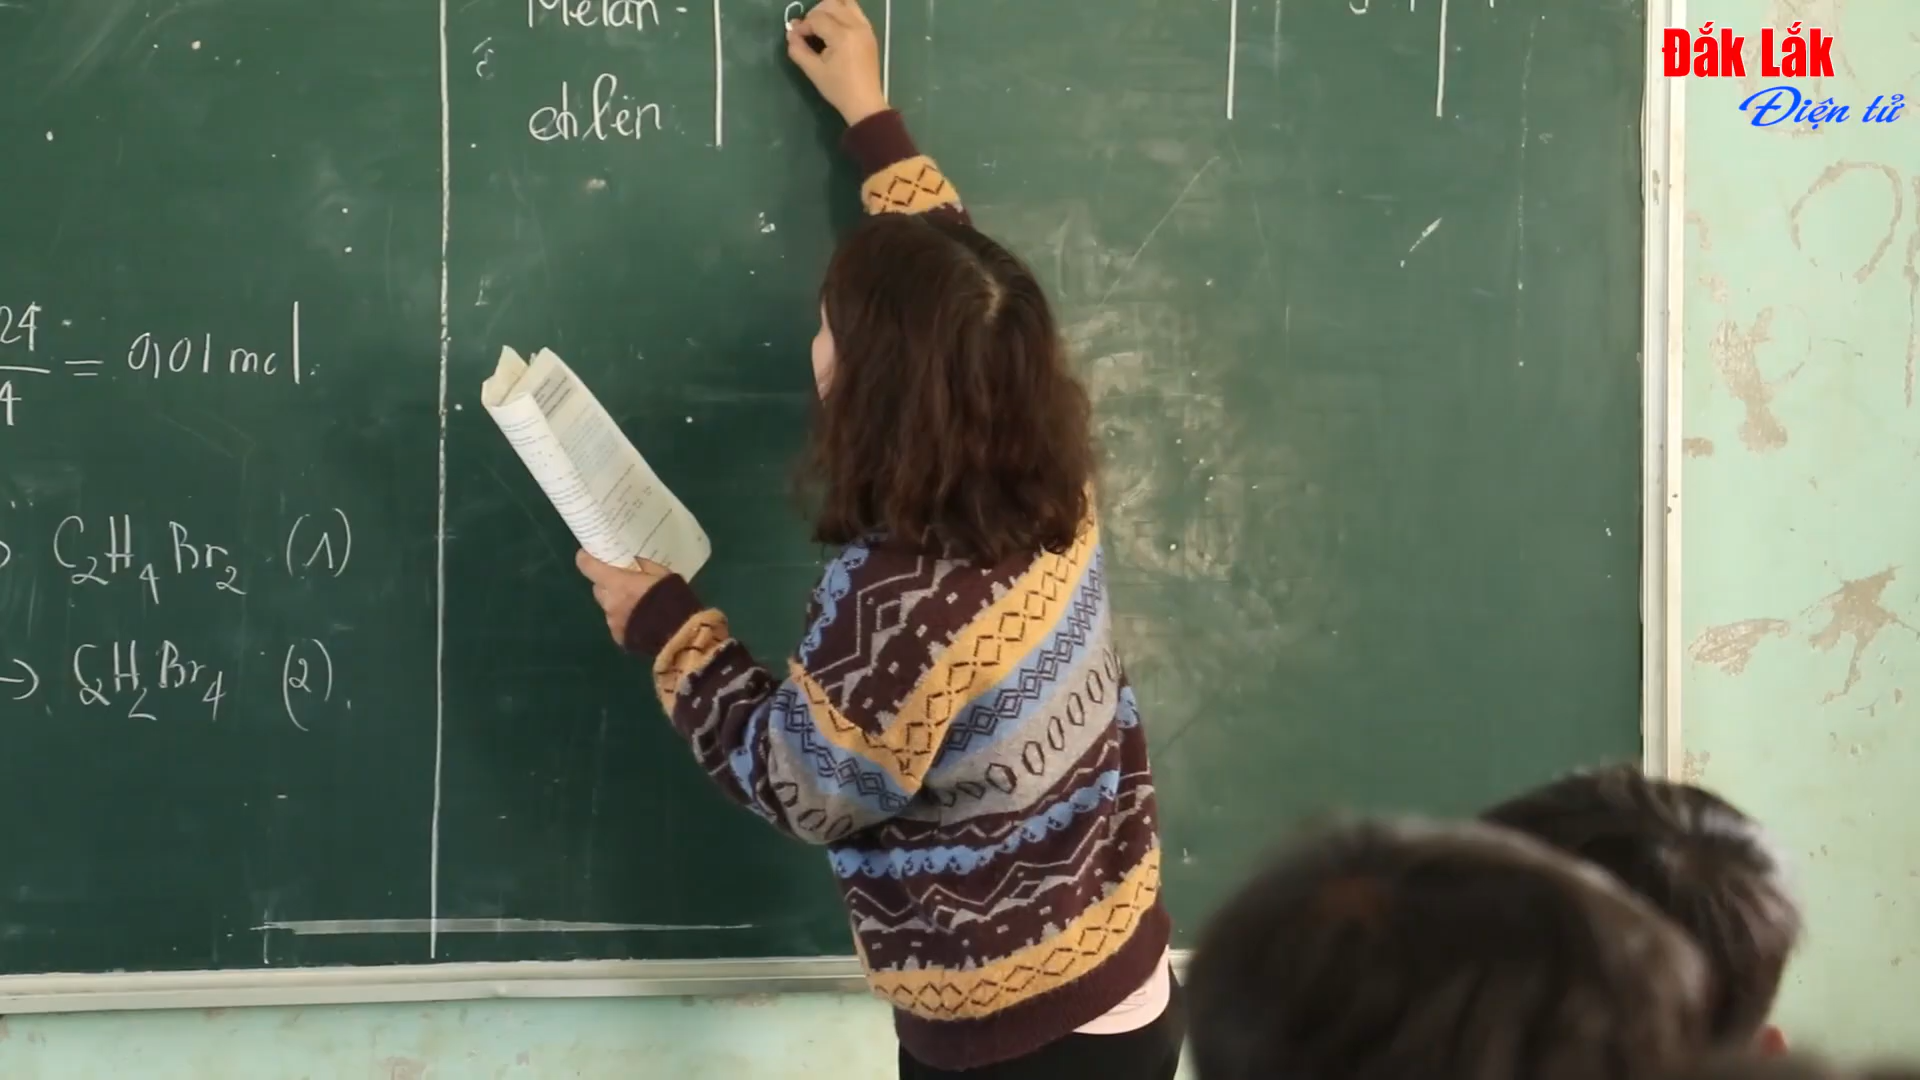 Đắk Lắk
Điện tử
Metan -
etilen
24
4
= 0,01 mol.
C2H4Br2 (1)
→ C2H2Br4 (2).